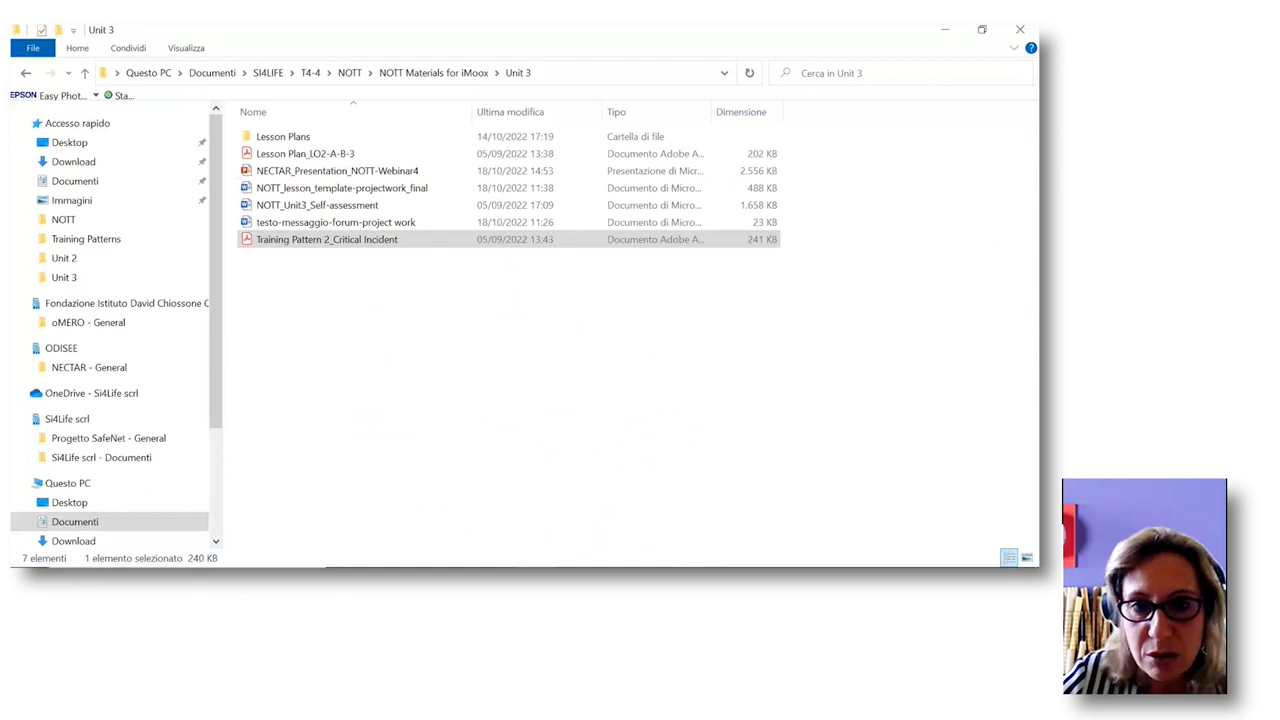 Unit 3
File Home Condividi Visualizza
Questo PC Documenti SI4LIFE T4-4 NOTT NOTT Materials for iMoox Unit 3 Cerca in Unit 3
EPSON Easy Phot... Sta...
Nome Ultima modifica Tipo Dimensione
Accesso rapido
Desktop
Download
Documenti
Immagini
NOTT
Training Patterns
Unit 2
Unit 3
Fondazione Istituto David Chiossone C
oMERO - General
ODISEE
NECTAR - General
OneDrive - Si4Life scrl
Si4Life scrl
Progetto SafeNet - General
Si4Life scrl - Documenti
Questo PC
Desktop
Documenti
Download
Lesson Plans 14/10/2022 17:19 Cartella di file
Lesson Plan_LO2-A-B-3 05/09/2022 13:38 Documento Adobe A... 202 KB
NECTAR_Presentation_NOTT-Webinar4 18/10/2022 14:53 Presentazione di Micr... 2.556 KB
NOTT_lesson_template-projectwork_final 18/10/2022 11:38 Documento di Micro... 488 KB
NOTT_Unit3_Self-assessment 05/09/2022 17:09 Documento di Micro... 1.658 KB
testo-messaggio-forum-project work 18/10/2022 11:26 Documento di Micro... 23 KB
Training Pattern 2_Critical Incident 05/09/2022 13:43 Documento Adobe A... 241 KB
7 elementi 1 elemento selezionato 240 KB